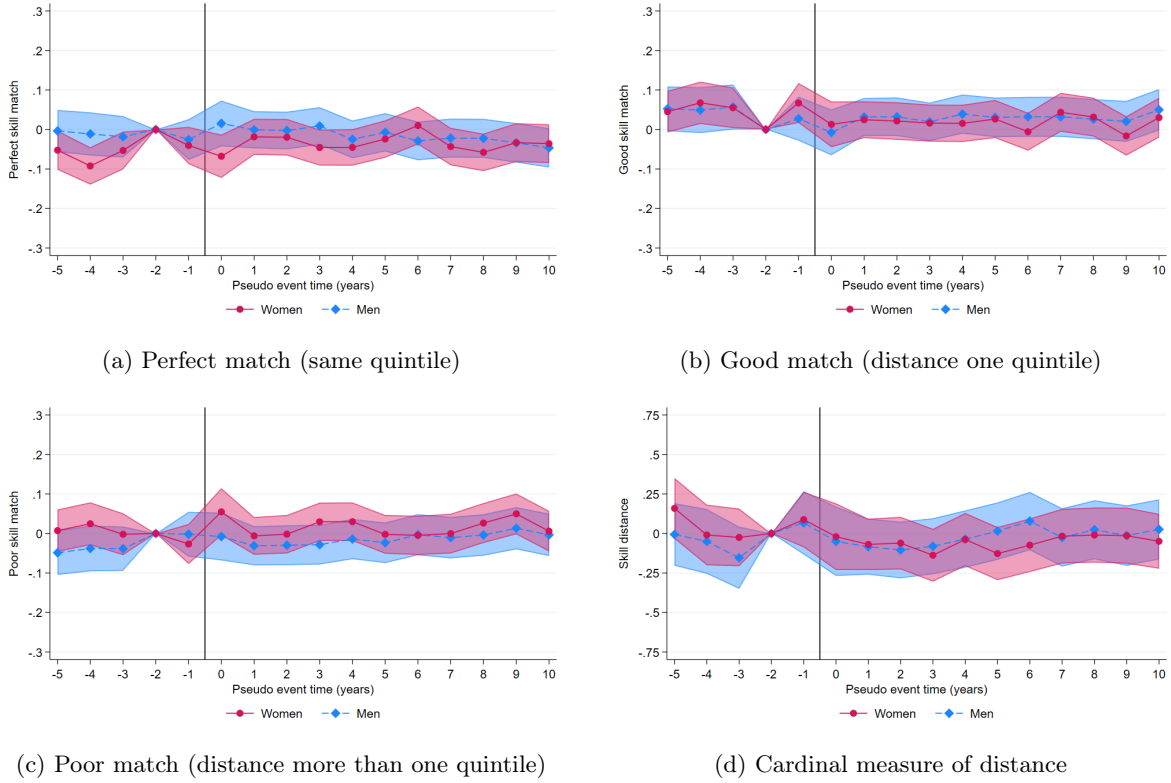 .3
.2
.1
0
-.1
-.2
-.3
Perfect skill match
-5 -4 -3 -2 -1 0 1 2 3 4 5 6 7 8 9 10
Pseudo event time (years)
Women Men
(a) Perfect match (same quintile)
.3
.2
.1
0
-.1
-.2
-.3
Good skill match
-5 -4 -3 -2 -1 0 1 2 3 4 5 6 7 8 9 10
Pseudo event time (years)
Women Men
(b) Good match (distance one quintile)
.3
.2
.1
0
-.1
-.2
-.3
Poor skill match
-5 -4 -3 -2 -1 0 1 2 3 4 5 6 7 8 9 10
Pseudo event time (years)
Women Men
(c) Poor match (distance more than one quintile)
.75
.5
.25
0
-.25
-.5
-.75
Skill distance
-5 -4 -3 -2 -1 0 1 2 3 4 5 6 7 8 9 10
Pseudo event time (years)
Women Men
(d) Cardinal measure of distance